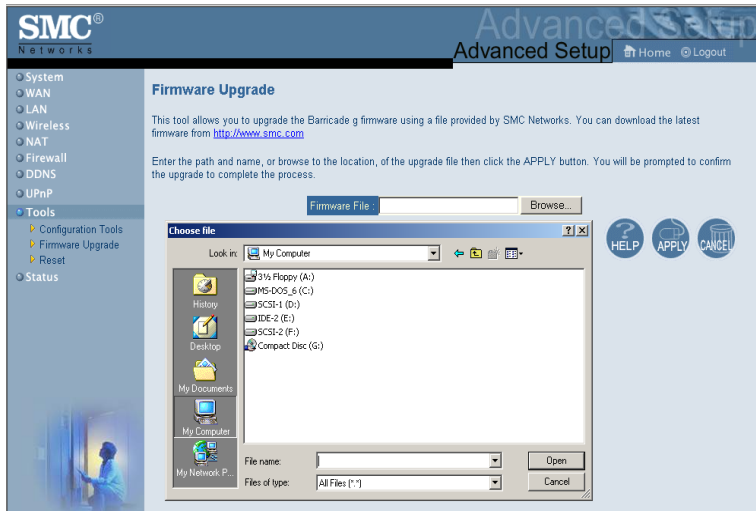 SMC®
Networks
Advanced Setup
Advanced Setup
Home
Logout
System
WAN
LAN
Wireless
NAT
Firewall
DDNS
UPnP
Tools
Configuration Tools
Firmware Upgrade
Reset
Status
Firmware Upgrade
This tool allows you to upgrade the Barricade g firmware using a file provided by SMC Networks. You can download the latest
firmware from http://www.smc.com
Enter the path and name, or browse to the location, of the upgrade file then click the APPLY button. You will be prompted to confirm
the upgrade to complete the process.
Firmware File :
Browse...
HELP
APPLY
CANCEL
Choose file
Look in:
My Computer
History
Desktop
My Documents
My Computer
My Network P...
3½ Floppy (A:)
MS-DOS_6 (C:)
SCSI-1 (D:)
IDE-2 (E:)
SCSI-2 (F:)
Compact Disc (G:)
File name:
Open
Files of type:
All Files (*.*)
Cancel